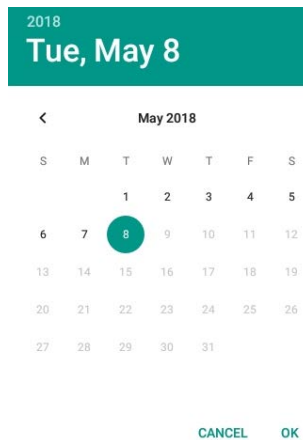 2018
Tue, May 8
May 2018
S M T W T F S
1 2 3 4 5
6 7 8 9 10 11 12
13 14 15 16 17 18 19
20 21 22 23 24 25 26
27 28 29 30 31
CANCEL OK